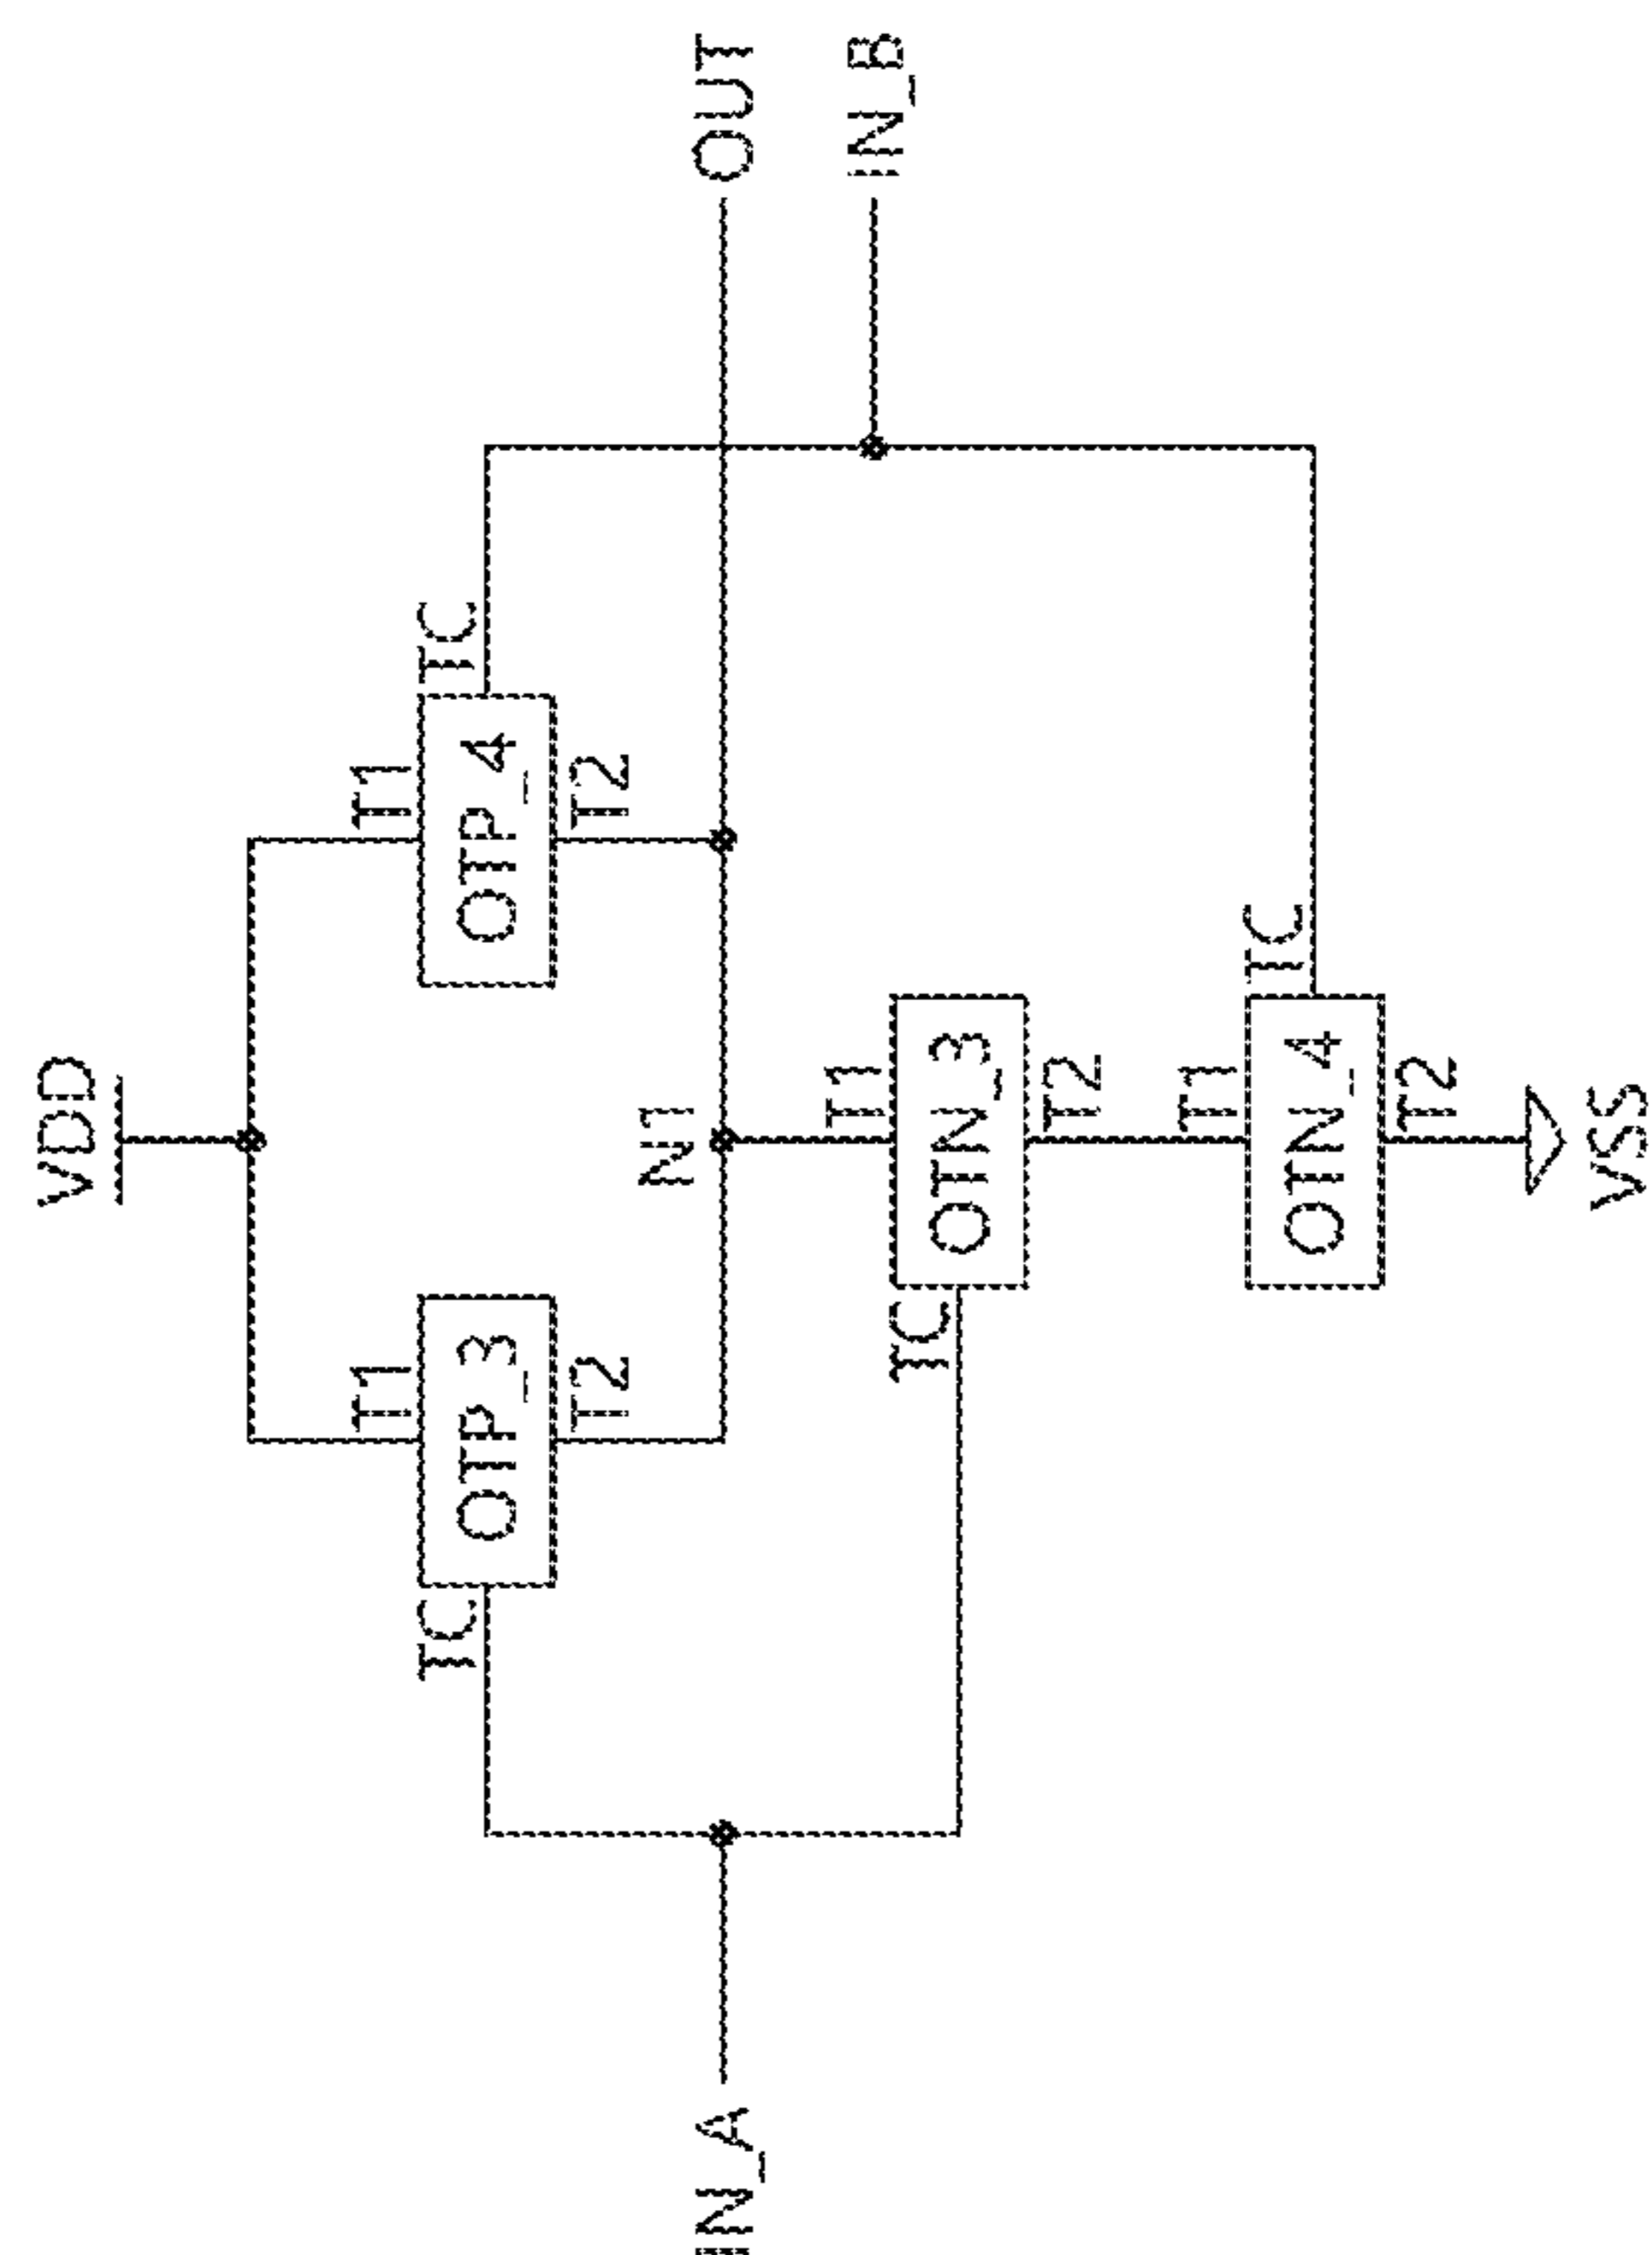 VDD
T1
T1
TC
OTP_3
OTP_4
TC
T2
T2
N1
IN_A
OUT
T1
IN_B
TC
OTN_3
T2
T1
OTN_4
TC
T2
VSS